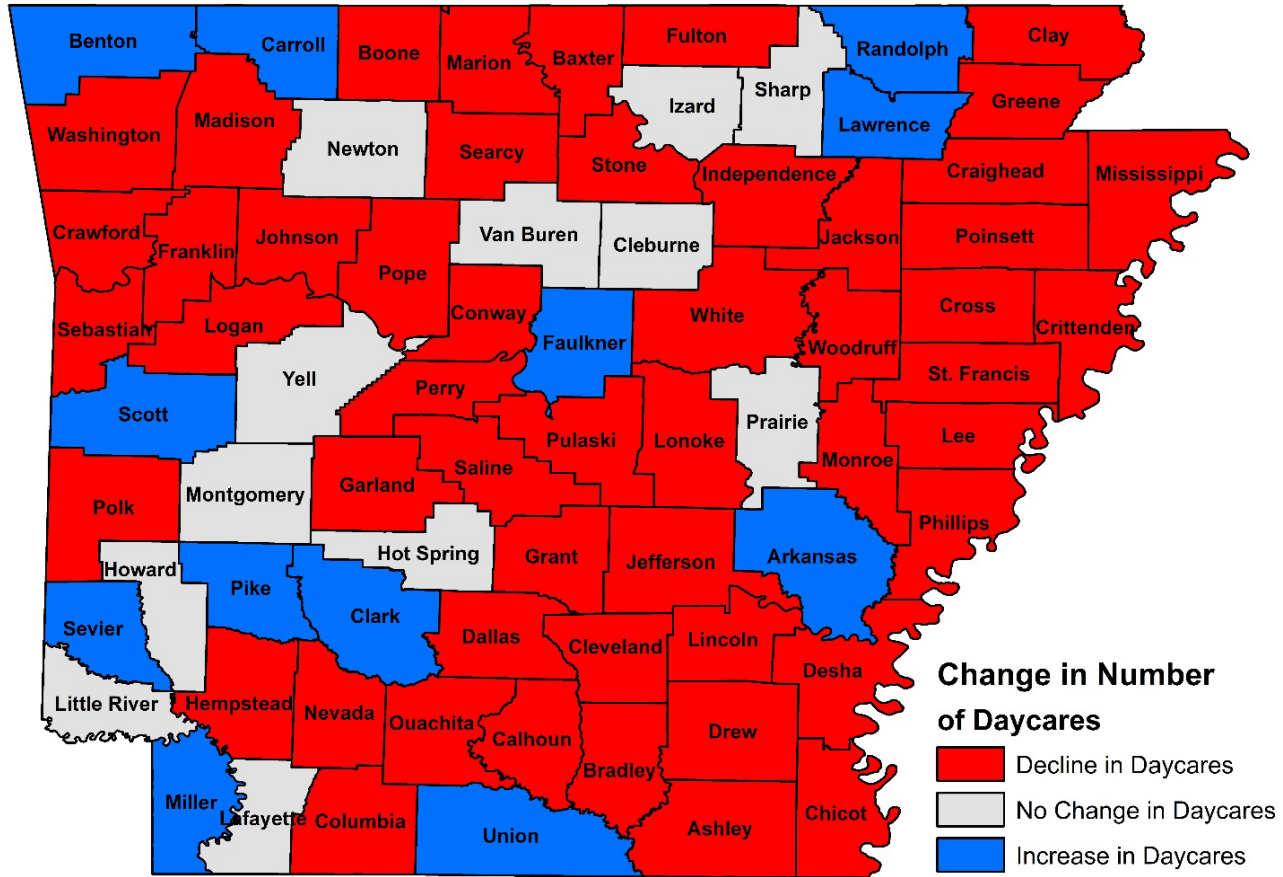 Benton
Carroll
Boone
Marion
Baxter
Fulton
Sharp
Randolph
Clay
Izard
Greene
Lawrence
Washington
Madison
Newton
Searcy
Stone
Independence
Craighead
Mississippi
Crawford
Franklin
Johnson
Pope
Van Buren
Cleburne
Jackson
Poinsett
Sebastian
Logan
Conway
Faulkner
White
Woodruff
Cross
Crittenden
Scott
Yell
Perry
Pulaski
Lonoke
Prairie
Monroe
St. Francis
Lee
Polk
Montgomery
Garland
Saline
Phillips
Howard
Pike
Hot Spring
Grant
Jefferson
Arkansas
Sevier
Clark
Dallas
Cleveland
Lincoln
Desha
Little River
Hempstead
Nevada
Ouachita
Calhoun
Bradley
Drew
Miller
Lafayette
Columbia
Union
Ashley
Chicot
Change in Number
of Daycares
Decline in Daycares
No Change in Daycares
Increase in Daycares